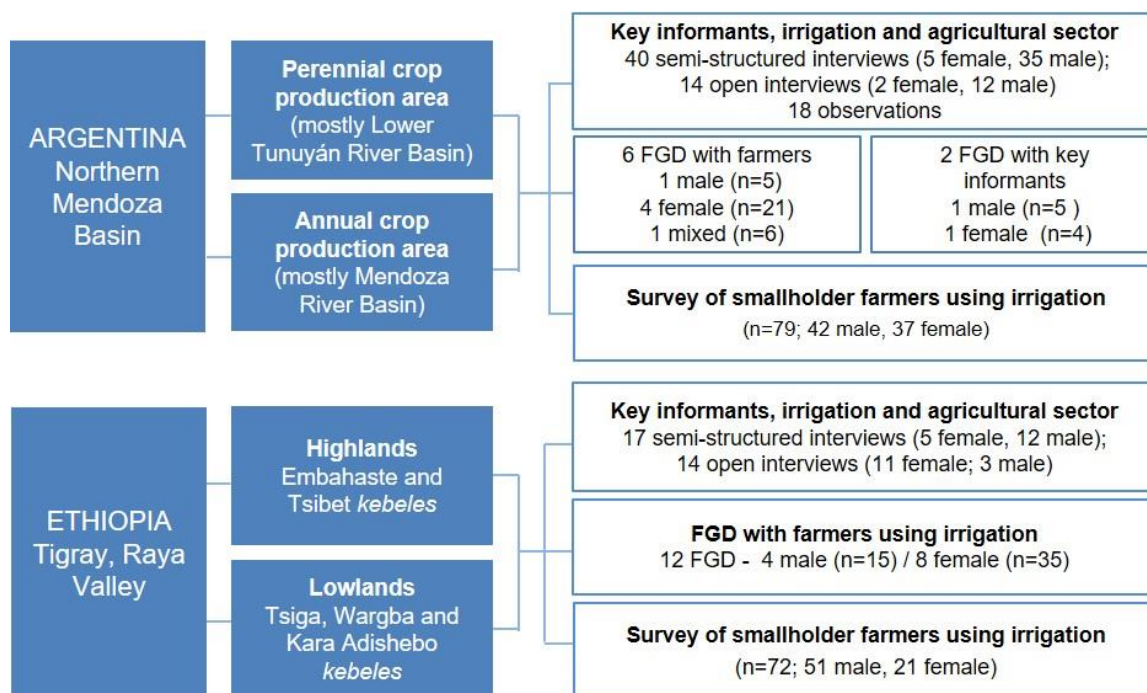 ARGENTINA
Northern
Mendoza
Basin
Perennial crop
production area
(mostly Lower
Tunuyán River Basin)
Annual crop
production area
(mostly Mendoza
River Basin)
Key informants, irrigation and agricultural sector
40 semi-structured interviews (5 female, 35 male);
14 open interviews (2 female, 12 male)
18 observations
6 FGD with farmers
1 male (n=5)
4 female (n=21)
1 mixed (n=6)
2 FGD with key
informants
1 male (n=5 )
1 female (n=4)
Survey of smallholder farmers using irrigation
(n=79; 42 male, 37 female)
ETHIOPIA
Tigray, Raya
Valley
Highlands
Embahaste and
Tsibet kebeles
Lowlands
Tsiga, Wargba and
Kara Adishebo
kebeles
Key informants, irrigation and agricultural sector
17 semi-structured interviews (5 female, 12 male);
14 open interviews (11 female; 3 male)
FGD with farmers using irrigation
12 FGD - 4 male (n=15) / 8 female (n=35)
Survey of smallholder farmers using irrigation
(n=72; 51 male, 21 female)